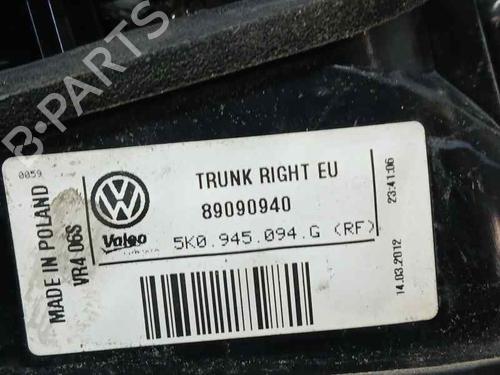 B-PARTS
0059
MADE IN POLAND
VR4 06S
TRUNK RIGHT EU
89090940
Valeo
5K0.945.094.G (RF)
23:41:06
14.03.2012